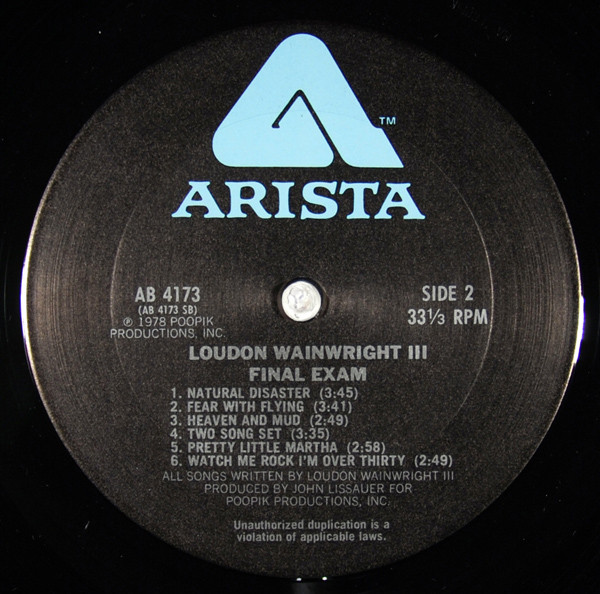 TM
ARISTA
AB 4173
(AB 4173 SB)
℗ 1978 POOPIK
PRODUCTIONS, INC.
SIDE 2
33⅓ RPM
LOUDON WAINWRIGHT III
FINAL EXAM
1. NATURAL DISASTER (3:45)
2. FEAR WITH FLYING (3:41)
3. HEAVEN AND MUD (2:49)
4. TWO SONG SET (3:35)
5. PRETTY LITTLE MARTHA (2:58)
6. WATCH ME ROCK I'M OVER THIRTY (2:49)
ALL SONGS WRITTEN BY LOUDON WAINWRIGHT III
PRODUCED BY JOHN LISSAUER FOR
POOPIK PRODUCTIONS, INC.
Unauthorized duplication is a
violation of applicable laws.